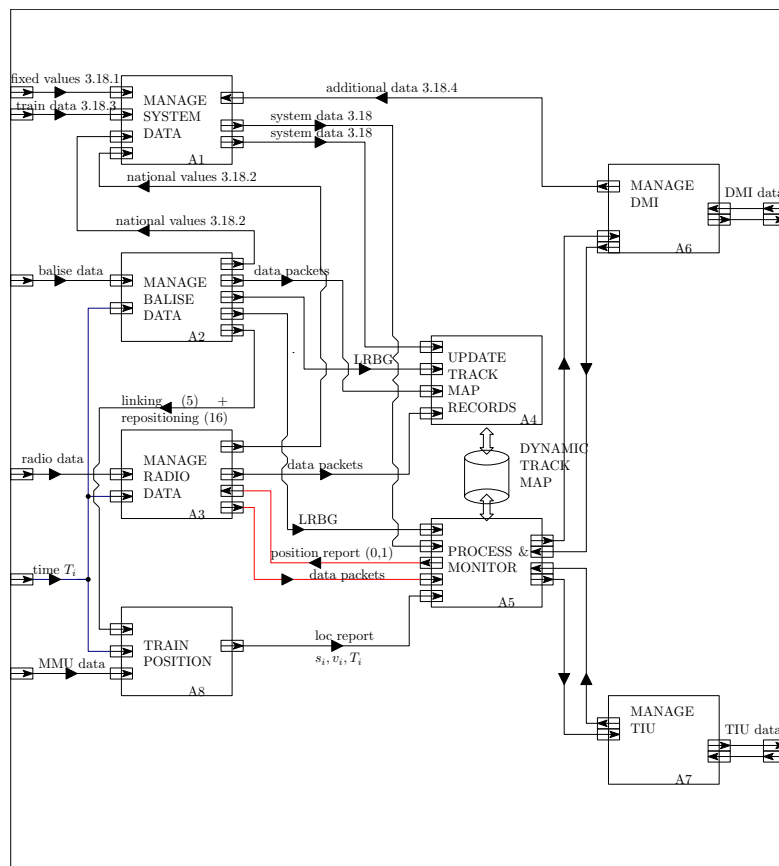 fixed values 3.18.1
train data 3.18.3
MANAGE
SYSTEM
DATA
A1
additional data 3.18.4
system data 3.18
system data 3.18
national values 3.18.2
national values 3.18.2
MANAGE
DMI
A6
DMI data
balise data
MANAGE
BALISE
DATA
A2
data packets
LRBG
UPDATE
TRACK
MAP
RECORDS
A4
linking (5) +
repositioning (16)
radio data
MANAGE
RADIO
DATA
A3
data packets
DYNAMIC
TRACK
MAP
LRBG
position report (0,1)
data packets
PROCESS &
MONITOR
A5
time T_i
MMU data
TRAIN
POSITION
A8
loc report
s_i, v_i, T_i
MANAGE
TIU
A7
TIU data